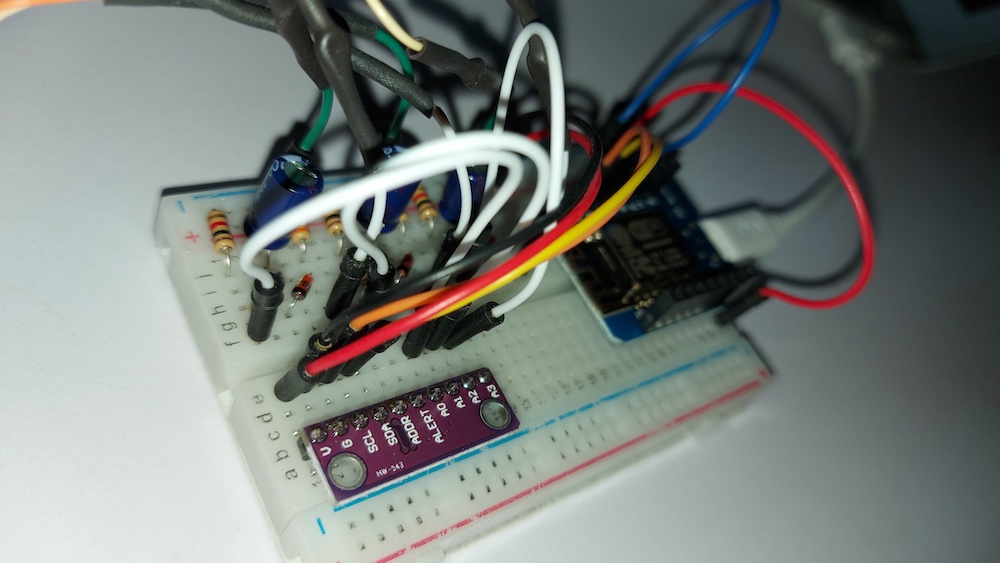 V
G
SCL
SDA
ADDR
ALERT
A0
A1
A2
A3
HW-543
a b c d e
f g h i j
+